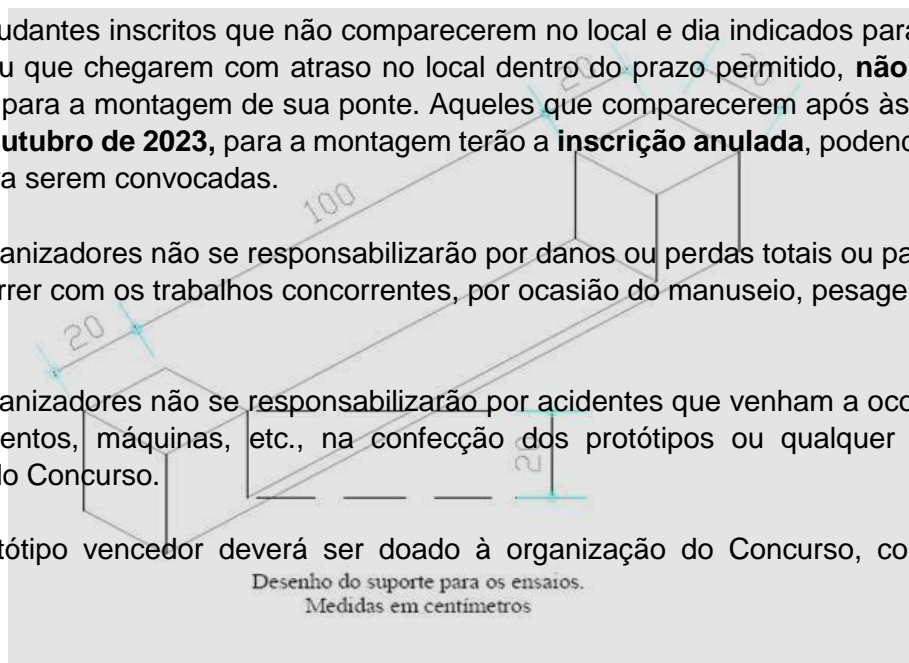 udantes inscritos que não comparecerem no local e dia indicados para
u que chegarem com atraso no local dentro do prazo permitido, não
para a montagem de sua ponte. Aqueles que comparecerem após às
utubro de 2023, para a montagem terão a inscrição anulada, podend
a serem convocadas.
20
20
100
anizadores não se responsabilizarão por danos ou perdas totais ou pa
rrer com os trabalhos concorrentes, por ocasião do manuseio, pesage
20
anizadores não se responsabilizarão por acidentes que venham a oco
entos, máquinas, etc., na confecção dos protótipos ou qualquer
do Concurso.
20
tótipo vencedor deverá ser doado à organização do Concurso, co
Desenho do suporte para os ensaios.
Medidas em centímetros